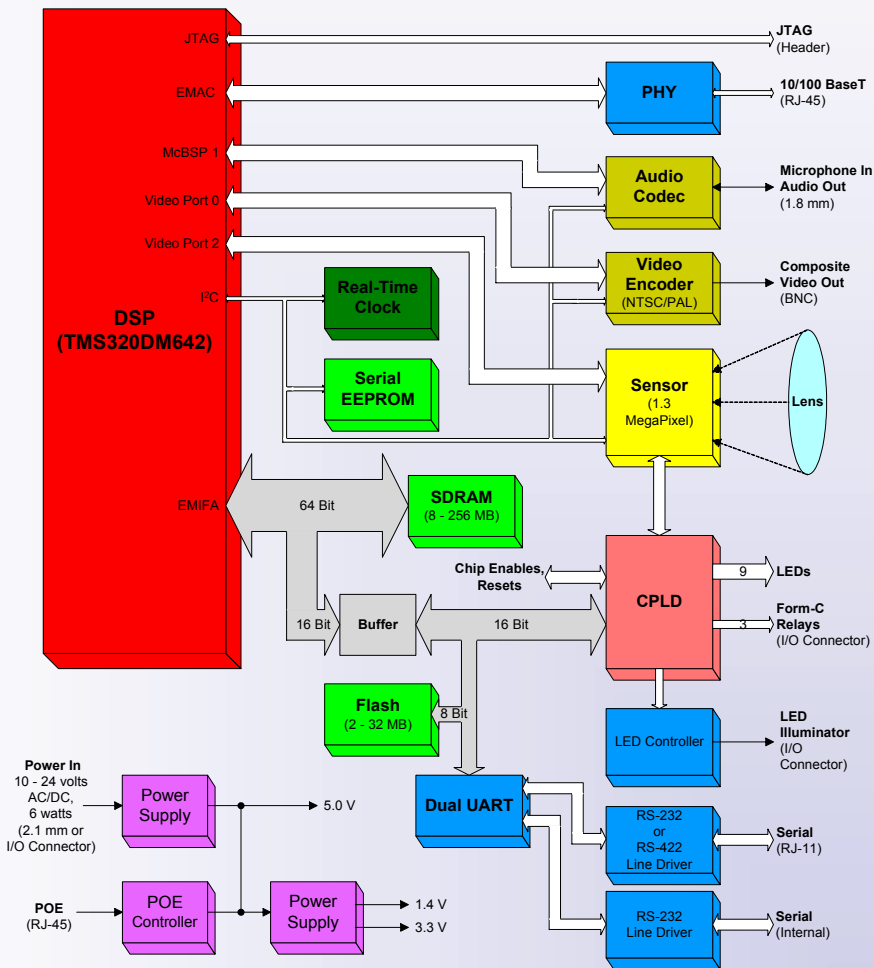 JTAG
JTAG
(Header)
EMAC
PHY
10/100 BaseT
(RJ-45)
McBSP 1
Audio
Codec
Microphone In
Audio Out
(1.8 mm)
Video Port 0
Video Port 2
Video
Encoder
(NTSC/PAL)
Composite
Video Out
(BNC)
I²C
DSP
(TMS320DM642)
Real-Time
Clock
Serial
EEPROM
Sensor
(1.3
MegaPixel)
Lens
EMIFA
64 Bit
SDRAM
(8 - 256 MB)
Chip Enables,
Resets
CPLD
9
LEDs
3
Form-C
Relays
(I/O Connector)
16 Bit
Buffer
16 Bit
Flash
(2 - 32 MB)
8 Bit
LED Controller
LED
Illuminator
(I/O
Connector)
Dual UART
RS-232
or
RS-422
Line Driver
Serial
(RJ-11)
RS-232
Line Driver
Serial
(Internal)
Power In
10 - 24 volts
AC/DC,
6 watts
(2.1 mm or
I/O Connector)
Power
Supply
5.0 V
POE
(RJ-45)
POE
Controller
Power
Supply
1.4 V
3.3 V